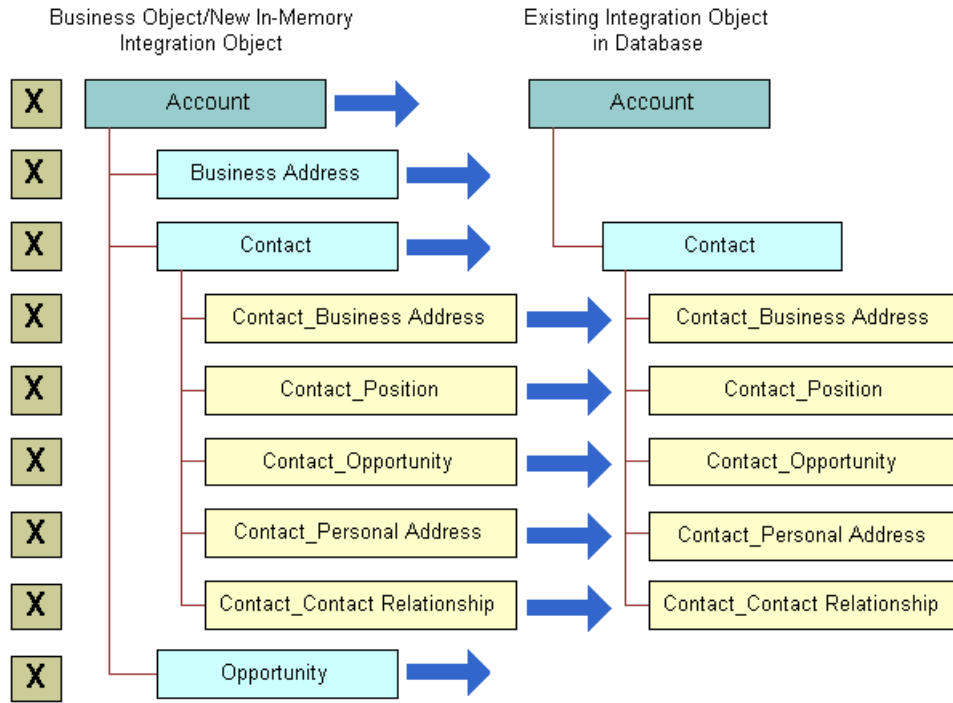 Business Object/New In-Memory
Integration Object
Existing Integration Object
in Database
X Account Account
X Business Address
X Contact Contact
X Contact_Business Address Contact_Business Address
X Contact_Position Contact_Position
X Contact_Opportunity Contact_Opportunity
X Contact_Personal Address Contact_Personal Address
X Contact_Contact Relationship Contact_Contact Relationship
X Opportunity